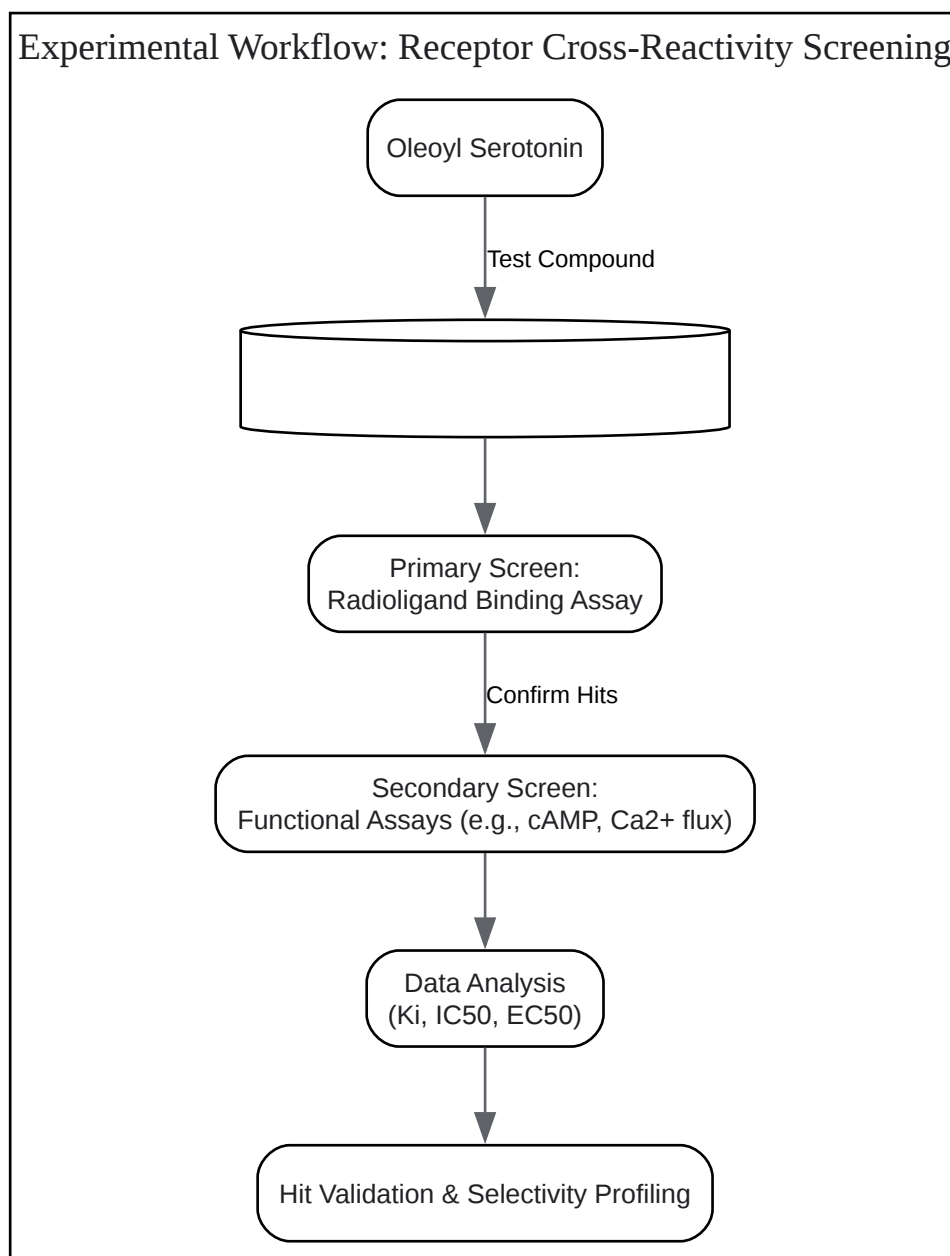 Experimental Workflow: Receptor Cross-Reactivity Screening
Oleoyl Serotonin
Test Compound
Primary Screen:
Radioligand Binding Assay
Confirm Hits
Secondary Screen:
Functional Assays (e.g., cAMP, Ca2+ flux)
Data Analysis
(Ki, IC50, EC50)
Hit Validation & Selectivity Profiling